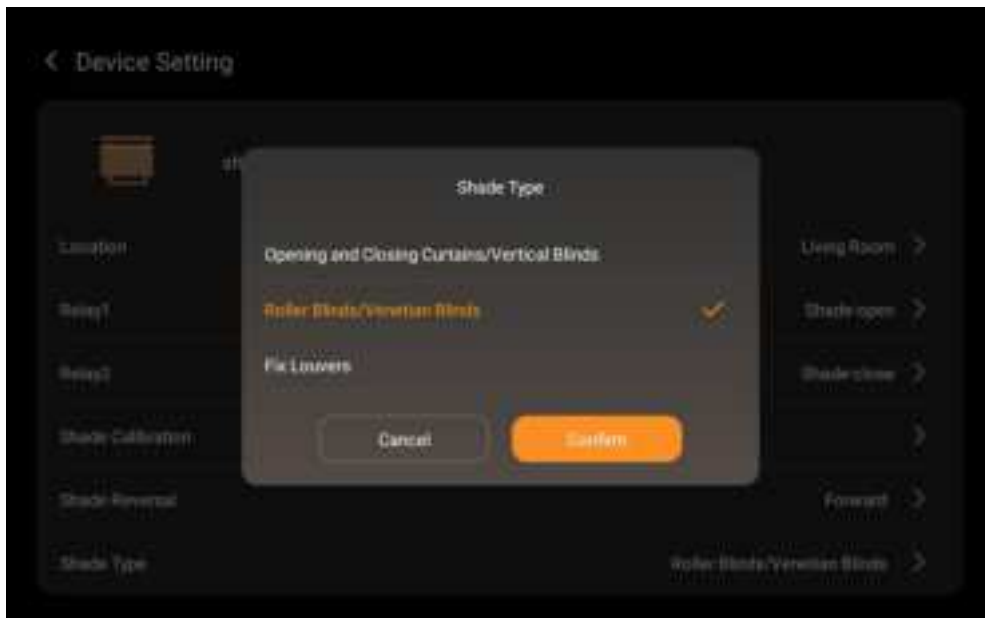 Device Setting
sh
Shade Type
Location
Living Room
Opening and Closing Curtains/Vertical Blinds
Relay1
Roller Blinds/Venetian Blinds
Shade open
Fix Louvers
Relay2
Shade close
Shade Calibration
Cancel
Confirm
Shade Reversal
Forward
Shade Type
Roller Blinds/Venetian Blinds